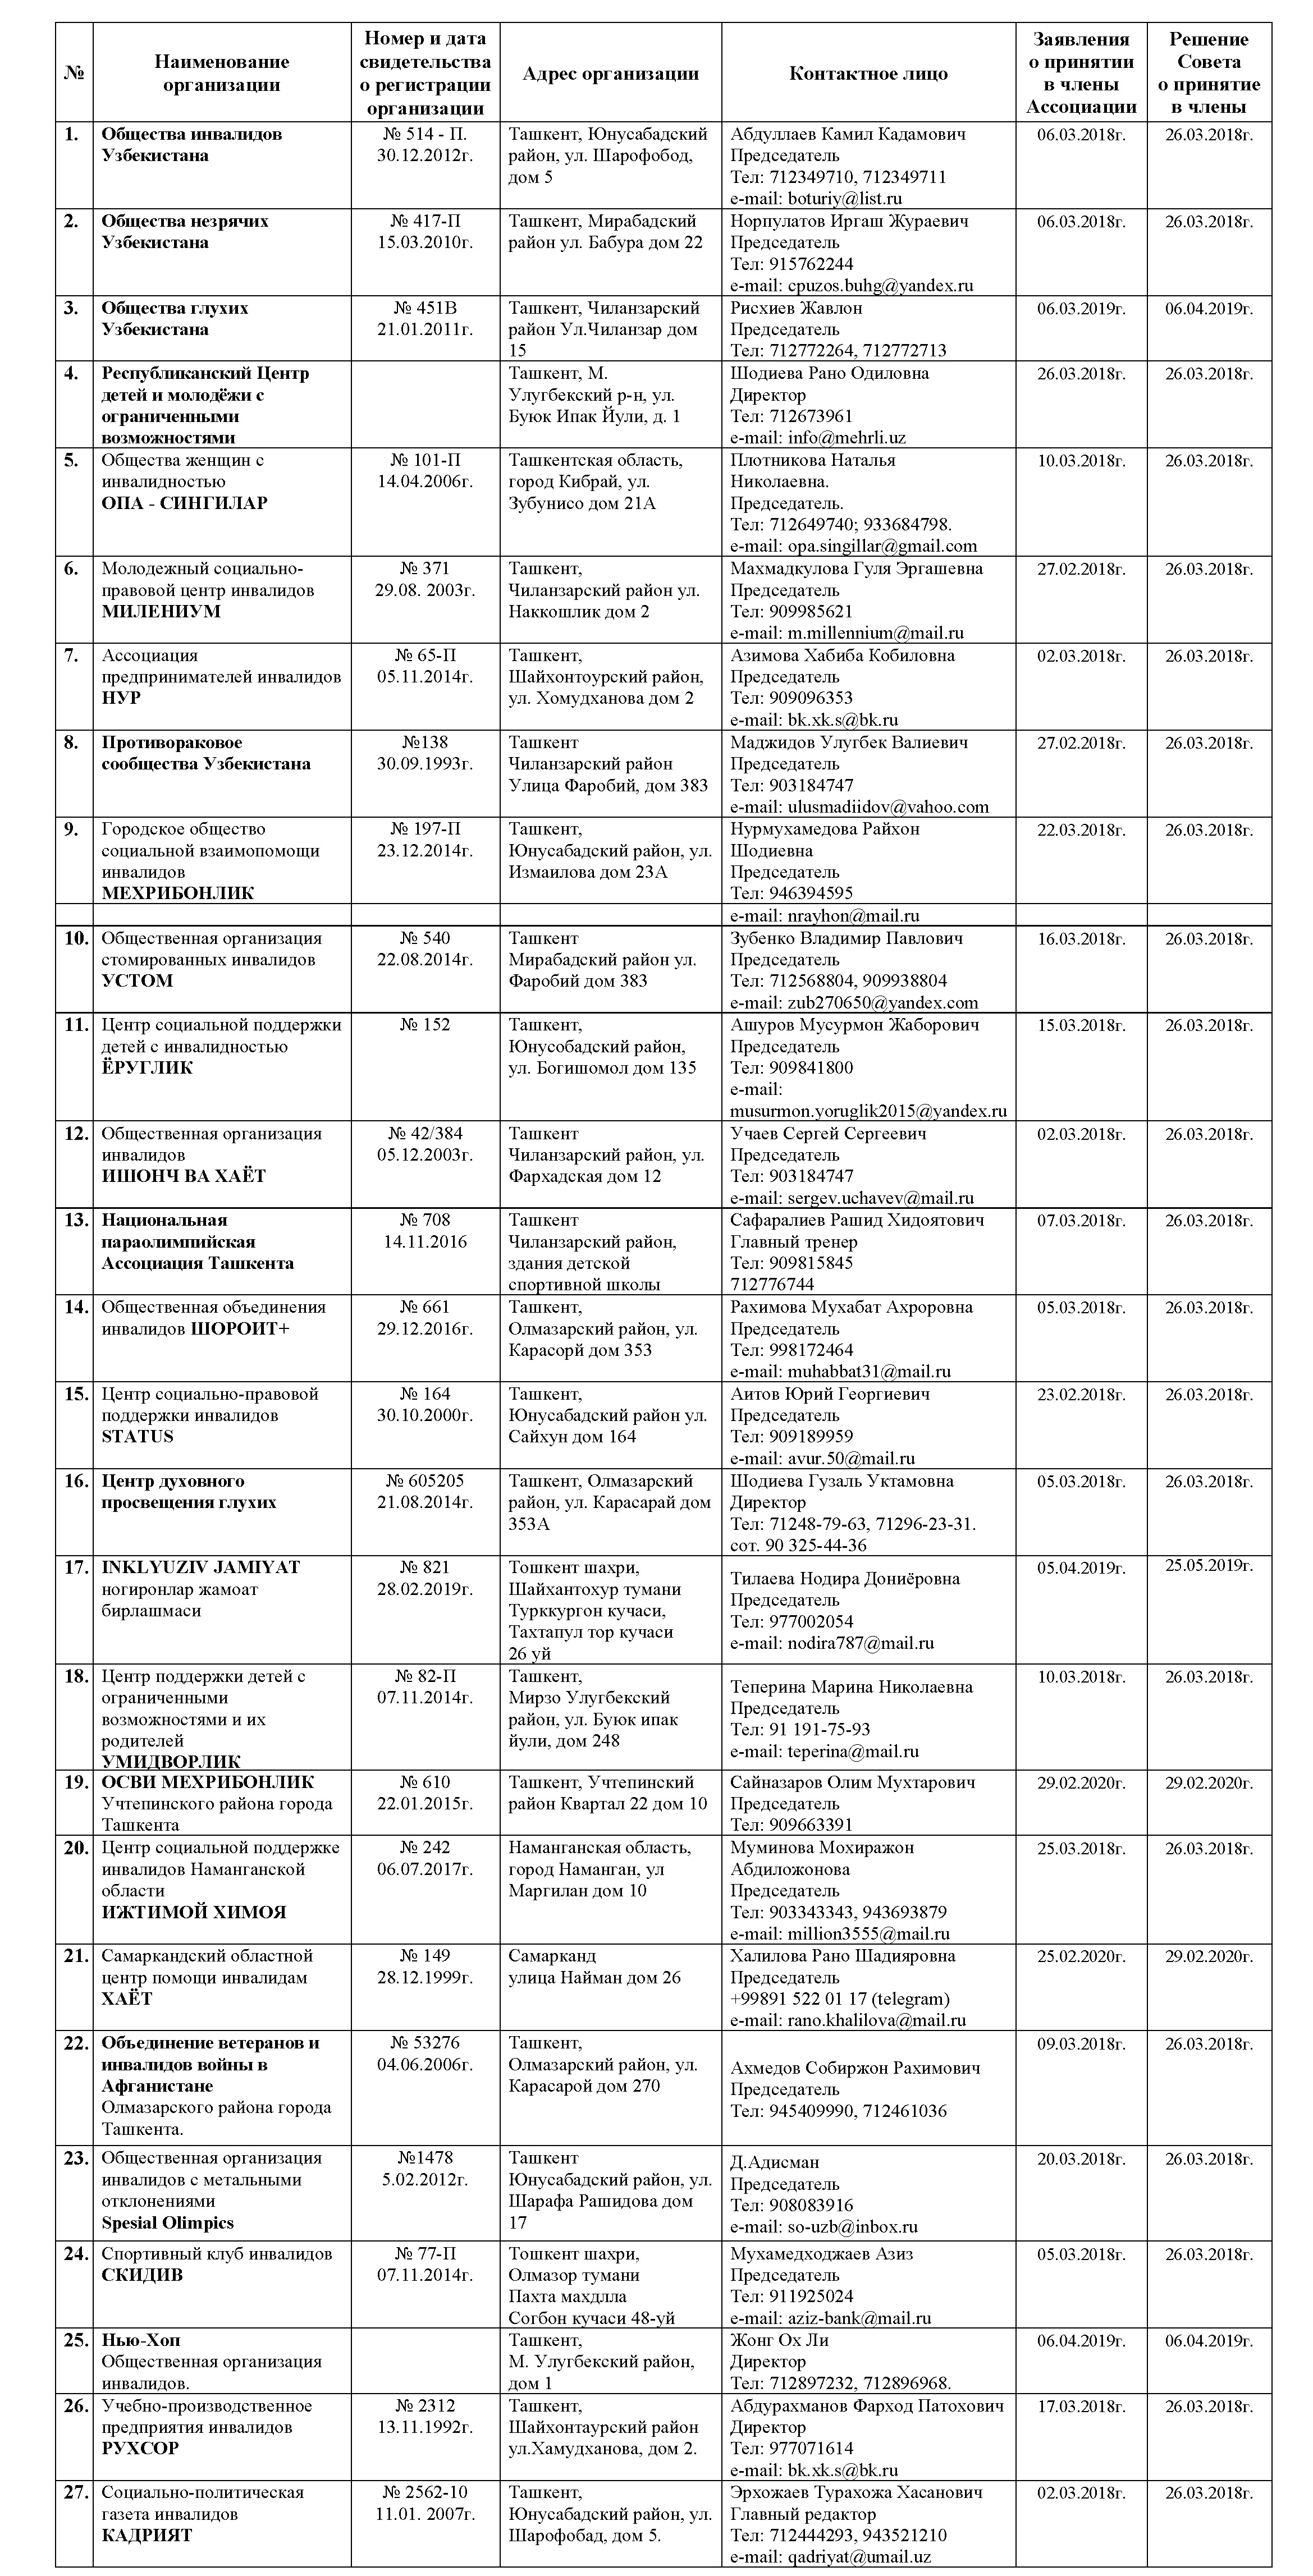 №
Наименование
организации
Номер и дата
свидетельства
о регистрации
организации
Адрес организации
Контактное лицо
Заявления
о принятии
в члены
Ассоциации
Решение
Совета
о принятие
в члены
1.
Общества инвалидов
Узбекистана
№ 514 - П.
30.12.2012г.
Ташкент, Юнусабадский
район, ул. Шарофобод,
дом 5
Абдуллаев Камил Кадамович
Председатель
Тел: 712349710, 712349711
e-mail: boturiy@list.ru
06.03.2018г.
26.03.2018г.
2.
Общества незрячих
Узбекистана
№ 417-П
15.03.2010г.
Ташкент, Мирабадский
район ул. Бабура дом 22
Норпулатов Иргаш Жураевич
Председатель
Тел: 915762244
e-mail: cpuzos.buhg@yandex.ru
06.03.2018г.
26.03.2018г.
3.
Общества глухих
Узбекистана
№ 451В
21.01.2011г.
Ташкент, Чиланзарский
район Ул.Чиланзар дом
15
Рисхиев Жавлон
Председатель
Тел: 712772264, 712772713
06.03.2019г.
06.04.2019г.
4.
Республиканский Центр
детей и молодёжи с
ограниченными
возможностями
Ташкент, М.
Улугбекский р-н, ул.
Буюк Ипак Йули, д. 1
Шодиева Рано Одиловна
Директор
Тел: 712673961
e-mail: info@mehrli.uz
26.03.2018г.
26.03.2018г.
5.
Общества женщин с
инвалидностью
ОПА - СИНГИЛАР
№ 101-П
14.04.2006г.
Ташкентская область,
город Кибрай, ул.
Зубунисо дом 21А
Плотникова Наталья
Николаевна.
Председатель.
Тел: 712649740; 933684798.
e-mail: opa.singillar@gmail.com
10.03.2018г.
26.03.2018г.
6.
Молодежный социально-
правовой центр инвалидов
МИЛЕНИУМ
№ 371
29.08. 2003г.
Ташкент,
Чиланзарский район ул.
Наккошлик дом 2
Махмадкулова Гуля Эргашевна
Председатель
Тел: 909985621
e-mail: m.millennium@mail.ru
27.02.2018г.
26.03.2018г.
7.
Ассоциация
предпринимателей инвалидов
НУР
№ 65-П
05.11.2014г.
Ташкент,
Шайхонтоурский район,
ул. Хомудханова дом 2
Азимова Хабиба Кобиловна
Председатель
Тел: 909096353
e-mail: bk.xk.s@bk.ru
02.03.2018г.
26.03.2018г.
8.
Противораковое
сообщества Узбекистана
№138
30.09.1993г.
Ташкент
Чиланзарский район
Улица Фаробий, дом 383
Маджидов Улугбек Валиевич
Председатель
Тел: 903184747
e-mail: ulusmadiidov@vahoo.com
27.02.2018г.
26.03.2018г.
9.
Городское общество
социальной взаимопомощи
инвалидов
МЕХРИБОНЛИК
№ 197-П
23.12.2014г.
Ташкент,
Юнусабадский район, ул.
Измаилова дом 23А
Нурмухамедова Райхон
Шодиевна
Председатель
Тел: 946394595
e-mail: nrayhon@mail.ru
22.03.2018г.
26.03.2018г.
10.
Общественная организация
стомированных инвалидов
УСТОМ
№ 540
22.08.2014г.
Ташкент
Мирабадский район ул.
Фаробий дом 383
Зубенко Владимир Павлович
Председатель
Тел: 712568804, 909938804
e-mail: zub270650@yandex.com
16.03.2018г.
26.03.2018г.
11.
Центр социальной поддержки
детей с инвалидностью
ЁРУГЛИК
№ 152
Ташкент,
Юнусобадский район,
ул. Богишомол дом 135
Ашуров Мусурмон Жаборович
Председатель
Тел: 909841800
e-mail:
musurmon.yoruglik2015@yandex.ru
15.03.2018г.
26.03.2018г.
12.
Общественная организация
инвалидов
ИШОНЧ ВА ХАЁТ
№ 42/384
05.12.2003г.
Ташкент
Чиланзарский район, ул.
Фархадская дом 12
Учаев Сергей Сергеевич
Председатель
Тел: 903184747
e-mail: sergev.uchavev@mail.ru
02.03.2018г.
26.03.2018г.
13.
Национальная
параолимпийская
Ассоциация Ташкента
№ 708
14.11.2016
Ташкент
Чиланзарский район,
здания детской
спортивной школы
Сафаралиев Рашид Хидоятович
Главный тренер
Тел: 909815845
712776744
07.03.2018г.
26.03.2018г.
14.
Общественная объединения
инвалидов ШОРОИТ+
№ 661
29.12.2016г.
Ташкент,
Олмазарский район, ул.
Карасорй дом 353
Рахимова Мухабат Ахроровна
Председатель
Тел: 998172464
e-mail: muhabbat31@mail.ru
05.03.2018г.
26.03.2018г.
15.
Центр социально-правовой
поддержки инвалидов
STATUS
№ 164
30.10.2000г.
Ташкент,
Юнусабадский район ул.
Сайхун дом 164
Аитов Юрий Георгиевич
Председатель
Тел: 909189959
e-mail: avur.50@mail.ru
23.02.2018г.
26.03.2018г.
16.
Центр духовного
просвещения глухих
№ 605205
21.08.2014г.
Ташкент, Олмазарский
район, ул. Карасарай дом
353А
Шодиева Гузаль Уктамовна
Директор
Тел: 71248-79-63, 71296-23-31.
сот. 90 325-44-36
05.03.2018г.
26.03.2018г.
17.
INKLYUZIV JAMIYAT
ногиронлар жамоат
бирлашмаси
№ 821
28.02.2019г.
Тошкент шахри,
Шайхантохур тумани
Турккургон кучаси,
Тахтапул тор кучаси
26 уй
Тилаева Нодира Дониёровна
Председатель
Тел: 977002054
e-mail: nodira787@mail.ru
05.04.2019г.
25.05.2019г.
18.
Центр поддержки детей с
ограниченными
возможностями и их
родителей
УМИДВОРЛИК
№ 82-П
07.11.2014г.
Ташкент,
Мирзо Улугбекский
район, ул. Буюк ипак
йули, дом 248
Теперина Марина Николаевна
Председатель
Тел: 91 191-75-93
e-mail: teperina@mail.ru
10.03.2018г.
26.03.2018г.
19.
ОСВИ МЕХРИБОНЛИК
Учтепинского района города
Ташкента
№ 610
22.01.2015г.
Ташкент, Учтепинский
район Квартал 22 дом 10
Сайназаров Олим Мухтарович
Председатель
Тел: 909663391
29.02.2020г.
29.02.2020г.
20.
Центр социальной поддержке
инвалидов Наманганской
области
ИЖТИМОЙ ХИМОЯ
№ 242
06.07.2017г.
Наманганская область,
город Наманган, ул
Маргилан дом 10
Муминова Мохиражон
Абдиложонова
Председатель
Тел: 903343343, 943693879
e-mail: million3555@mail.ru
25.03.2018г.
26.03.2018г.
21.
Самаркандский областной
центр помощи инвалидам
ХАЁТ
№ 149
28.12.1999г.
Самарканд
улица Найман дом 26
Халилова Рано Шадияровна
Председатель
+99891 522 01 17 (telegram)
e-mail: rano.khalilova@mail.ru
25.02.2020г.
29.02.2020г.
22.
Объединение ветеранов и
инвалидов войны в
Афганистане
Олмазарского района города
Ташкента.
№ 53276
04.06.2006г.
Ташкент,
Олмазарский район, ул.
Карасарой дом 270
Ахмедов Собиржон Рахимович
Председатель
Тел: 945409990, 712461036
09.03.2018г.
26.03.2018г.
23.
Общественная организация
инвалидов с метальными
отклонениями
Spesial Olimpics
№1478
5.02.2012г.
Ташкент
Юнусабадский район, ул.
Шарафа Рашидова дом
17
Д.Адисман
Председатель
Тел: 908083916
e-mail: so-uzb@inbox.ru
20.03.2018г.
26.03.2018г.
24.
Спортивный клуб инвалидов
СКИДИВ
№ 77-П
07.11.2014г.
Тошкент шахри,
Олмазор тумани
Пахта махдлла
Согбон кучаси 48-уй
Мухамедходжаев Азиз
Председатель
Тел: 911925024
e-mail: aziz-bank@mail.ru
05.03.2018г.
26.03.2018г.
25.
Нью-Хоп
Общественная организация
инвалидов.
Ташкент,
М. Улугбекский район,
дом 1
Жонг Ох Ли
Директор
Тел: 712897232, 712896968.
06.04.2019г.
06.04.2019г.
26.
Учебно-производственное
предприятия инвалидов
РУХСОР
№ 2312
13.11.1992г.
Ташкент,
Шайхонтаурский район
ул.Хамудханова, дом 2.
Абдурахманов Фарход Патохович
Директор
Тел: 977071614
e-mail: bk.xk.s@bk.ru
17.03.2018г.
26.03.2018г.
27.
Социально-политическая
газета инвалидов
КАДРИЯТ
№ 2562-10
11.01. 2007г.
Ташкент,
Юнусабадский район, ул.
Шарофобад, дом 5.
Эрхожаев Турахожа Хасанович
Главный редактор
Тел: 712444293, 943521210
e-mail: qadriyat@umail.uz
02.03.2018г.
26.03.2018г.